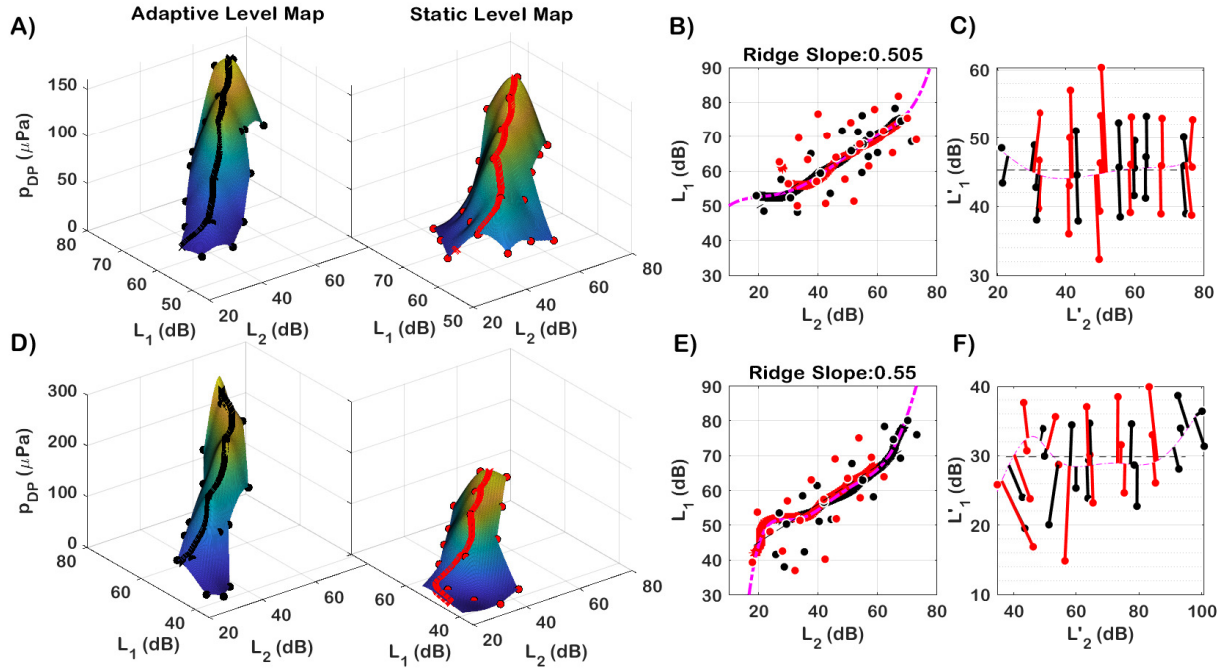 Adaptive Level Map
Static Level Map
A)
p_DP (μPa)
150
100
50
0
80
70
60
50
L_1 (dB)
20
40
60
L_2 (dB)
70
60
50
L_1 (dB)
20
40
60
80
L_2 (dB)
B)
Ridge Slope:0.505
90
80
70
60
50
40
30
L_1 (dB)
20
40
60
80
L_2 (dB)
C)
60
50
40
30
L'_1 (dB)
20
40
60
80
L'_2 (dB)
D)
p_DP (μPa)
300
200
100
0
80
60
40
L_1 (dB)
20
40
60
L_2 (dB)
60
40
L_1 (dB)
20
40
60
80
L_2 (dB)
E)
Ridge Slope:0.55
90
80
70
60
50
40
30
L_1 (dB)
20
40
60
80
L_2 (dB)
F)
40
30
20
10
L'_1 (dB)
40
60
80
100
L'_2 (dB)